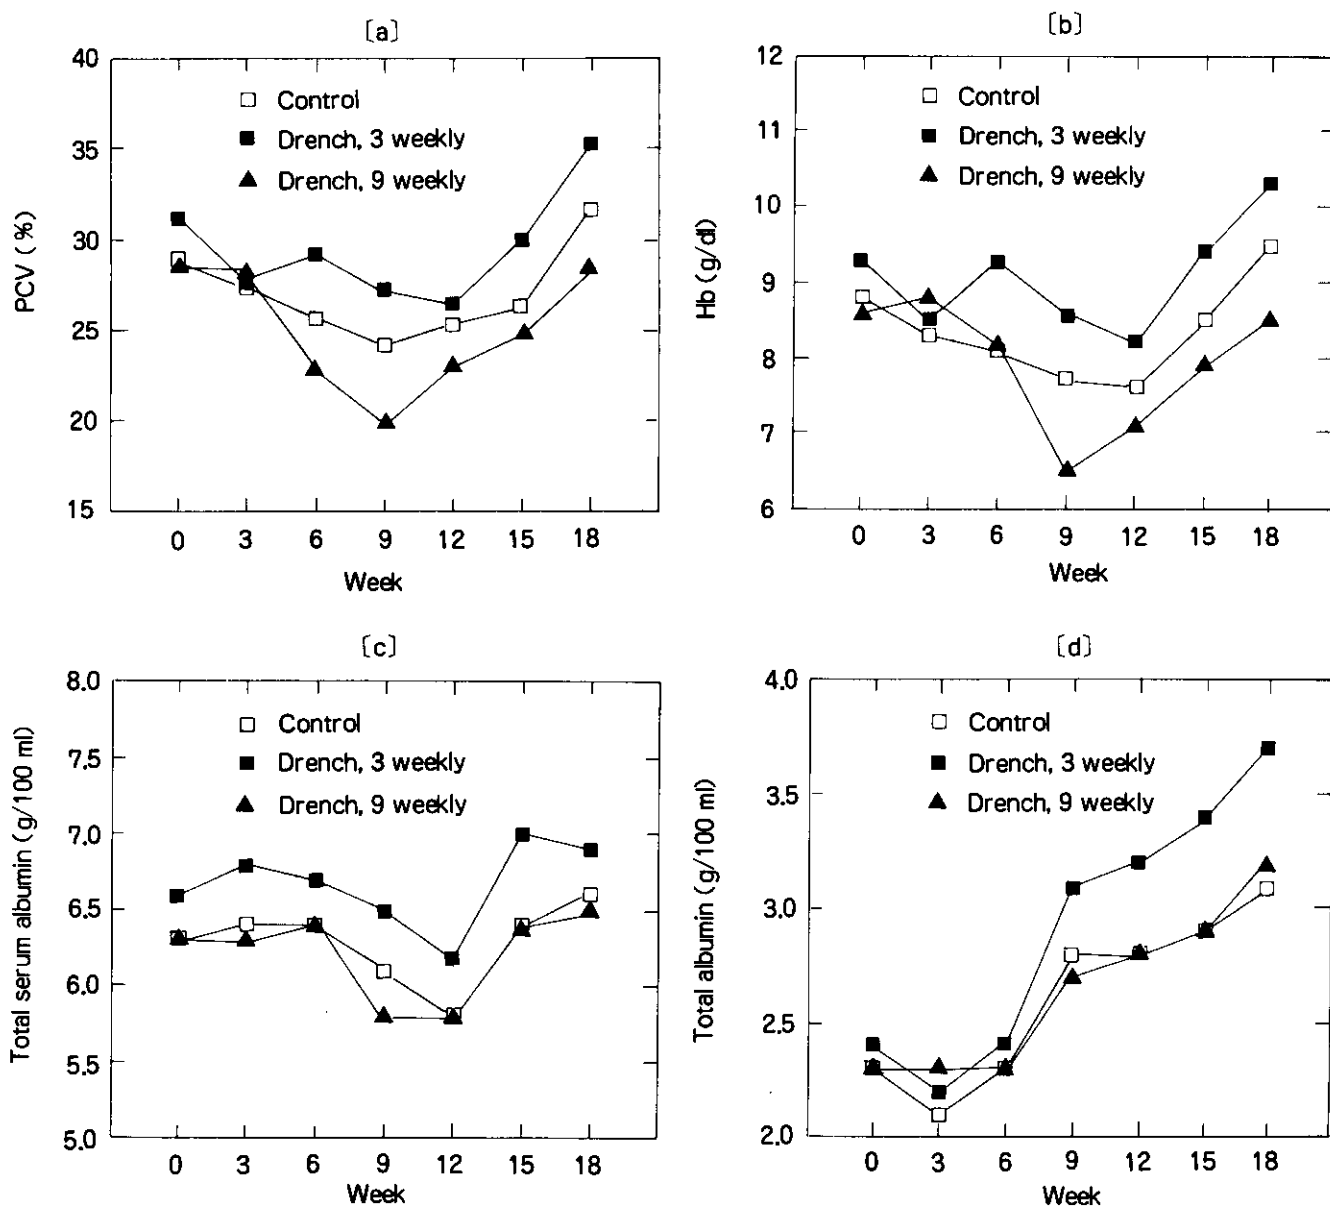 [a]
40
35
30
25
20
15
PCV (%)
Control
Drench, 3 weekly
Drench, 9 weekly
0 3 6 9 12 15 18
Week
[b]
12
11
10
9
8
7
6
Hb (g/dl)
Control
Drench, 3 weekly
Drench, 9 weekly
0 3 6 9 12 15 18
Week
[c]
8.0
7.5
7.0
6.5
6.0
5.5
5.0
Total serum albumin (g/100 ml)
Control
Drench, 3 weekly
Drench, 9 weekly
0 3 6 9 12 15 18
Week
[d]
4.0
3.5
3.0
2.5
2.0
Total albumin (g/100 ml)
Control
Drench, 3 weekly
Drench, 9 weekly
0 3 6 9 12 15 18
Week